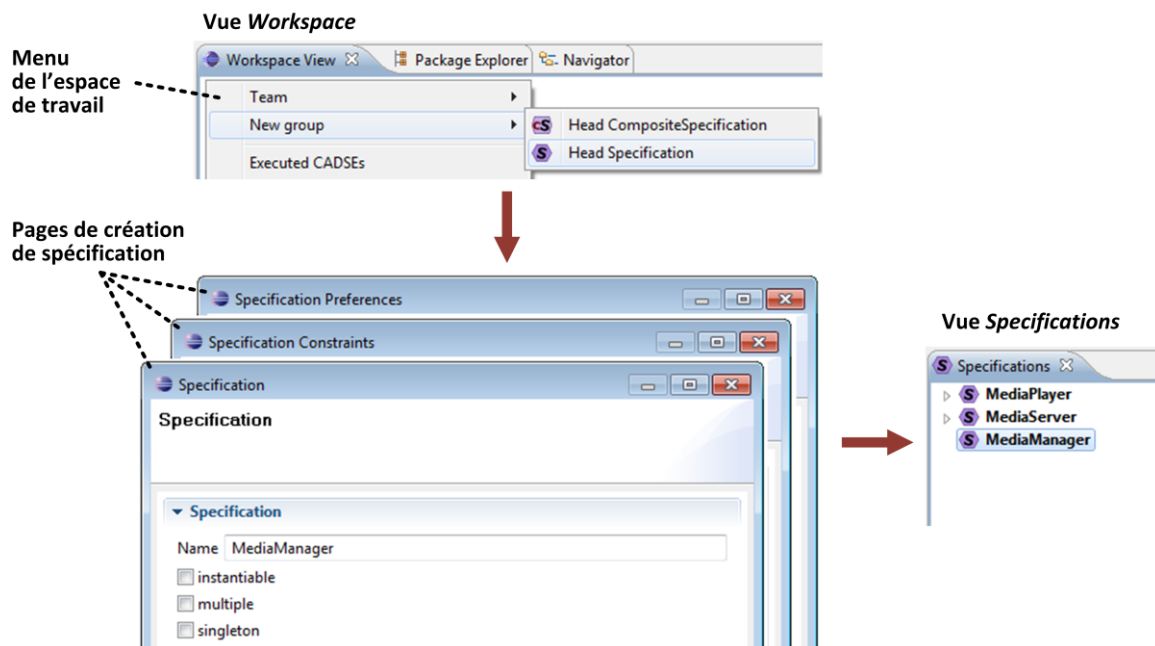 Vue Workspace
Menu
de l'espace
de travail
Workspace View
Package Explorer
Navigator
Team
New group
Executed CADSEs
cS Head CompositeSpecification
S Head Specification
Pages de création
de spécification
Specification Preferences
Specification Constraints
Specification
Specification
Specification
Name MediaManager
instantiable
multiple
singleton
Vue Specifications
S Specifications
S MediaPlayer
S MediaServer
S MediaManager